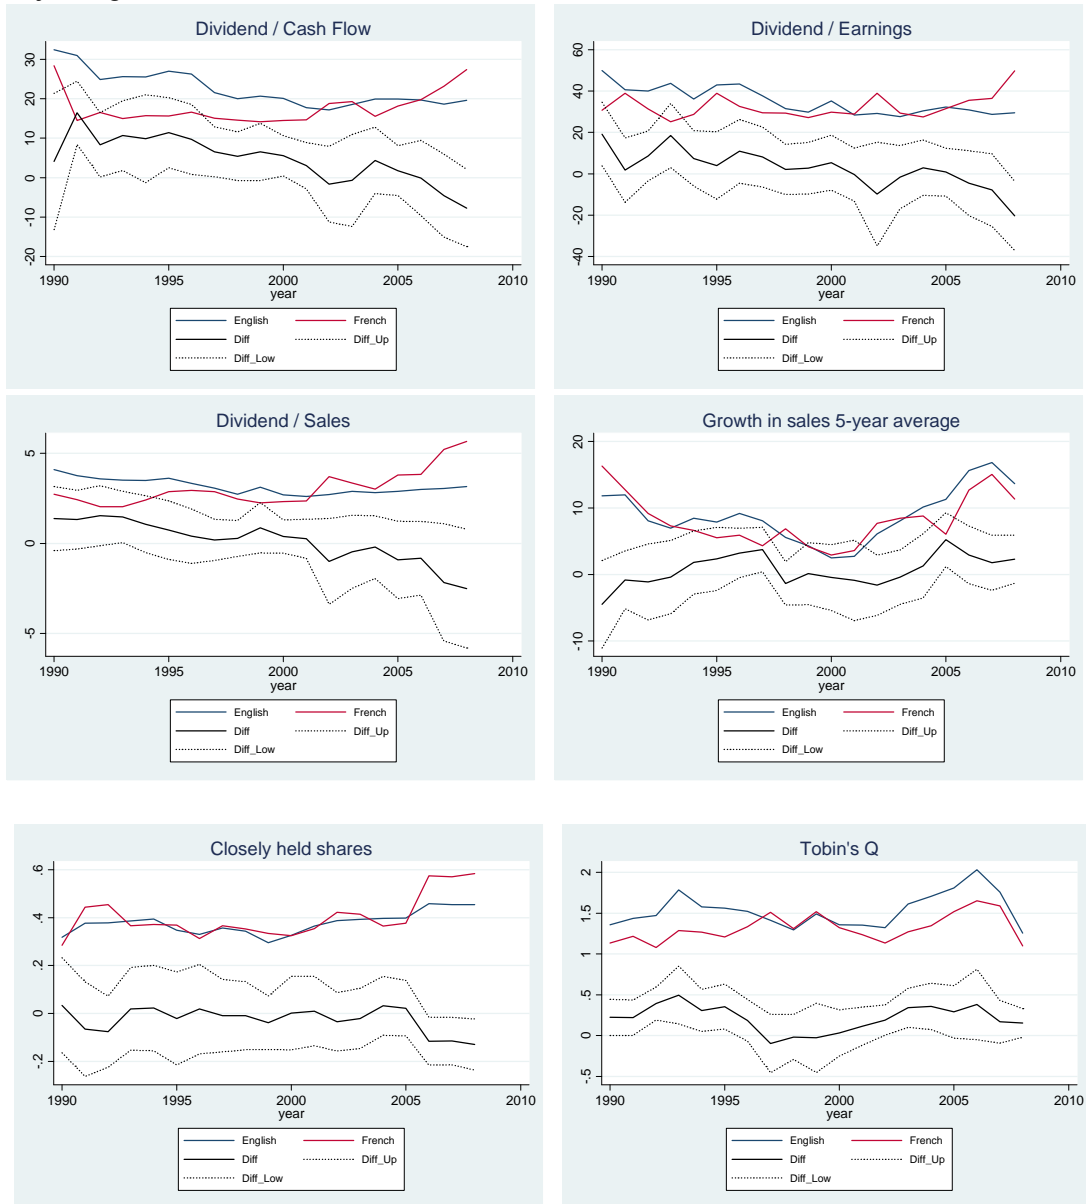 Dividend / Cash Flow
30
20
10
0
-10
-20
1990 1995 2000 2005 2010
year
English French
Diff Diff_Up
Diff_Low
Dividend / Earnings
60
40
20
0
-20
-40
1990 1995 2000 2005 2010
year
English French
Diff Diff_Up
Diff_Low
Dividend / Sales
5
0
-5
1990 1995 2000 2005 2010
year
English French
Diff Diff_Up
Diff_Low
Growth in sales 5-year average
20
10
0
-10
1990 1995 2000 2005 2010
year
English French
Diff Diff_Up
Diff_Low
Closely held shares
.6
.4
.2
0
-.2
1990 1995 2000 2005 2010
year
English French
Diff Diff_Up
Diff_Low
Tobin's Q
2
1.5
1
.5
0
-.5
1990 1995 2000 2005 2010
year
English French
Diff Diff_Up
Diff_Low